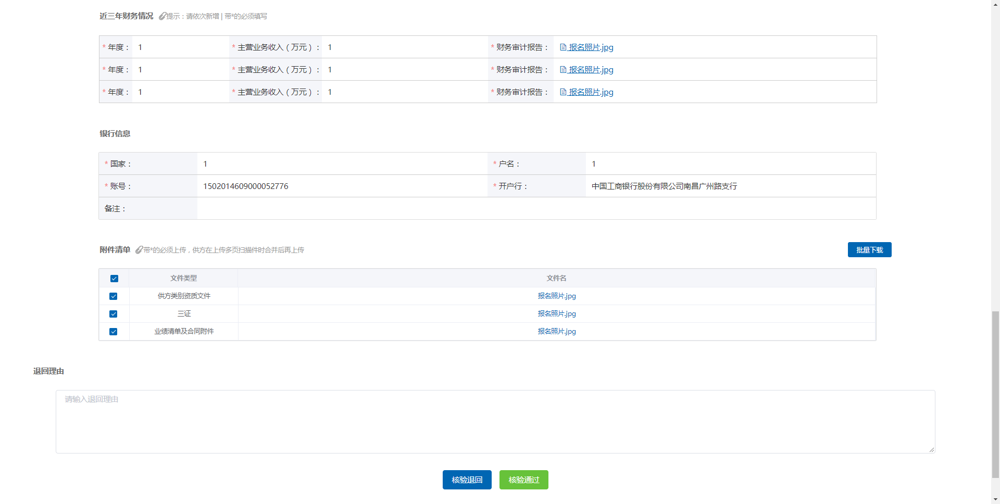 近三年财务情况 提示：请依次新增 | 带*的必须填写
* 年度： 1 * 主营业务收入（万元）： 1 * 财务审计报告： 报名照片.jpg
* 年度： 1 * 主营业务收入（万元）： 1 * 财务审计报告： 报名照片.jpg
* 年度： 1 * 主营业务收入（万元）： 1 * 财务审计报告： 报名照片.jpg
银行信息
* 国家： 1 * 户名： 1
* 账号： 1502014609000052776 * 开户行： 中国工商银行股份有限公司南昌广州路支行
备注：
附件清单 带*的必须上传，供方在上传多页扫描件时合并后再上传 批量下载
文件类型 文件名
供方类别资质文件 报名照片.jpg
三证 报名照片.jpg
业绩清单及合同附件 报名照片.jpg
退回理由
请输入退回理由
核验退回 核验通过